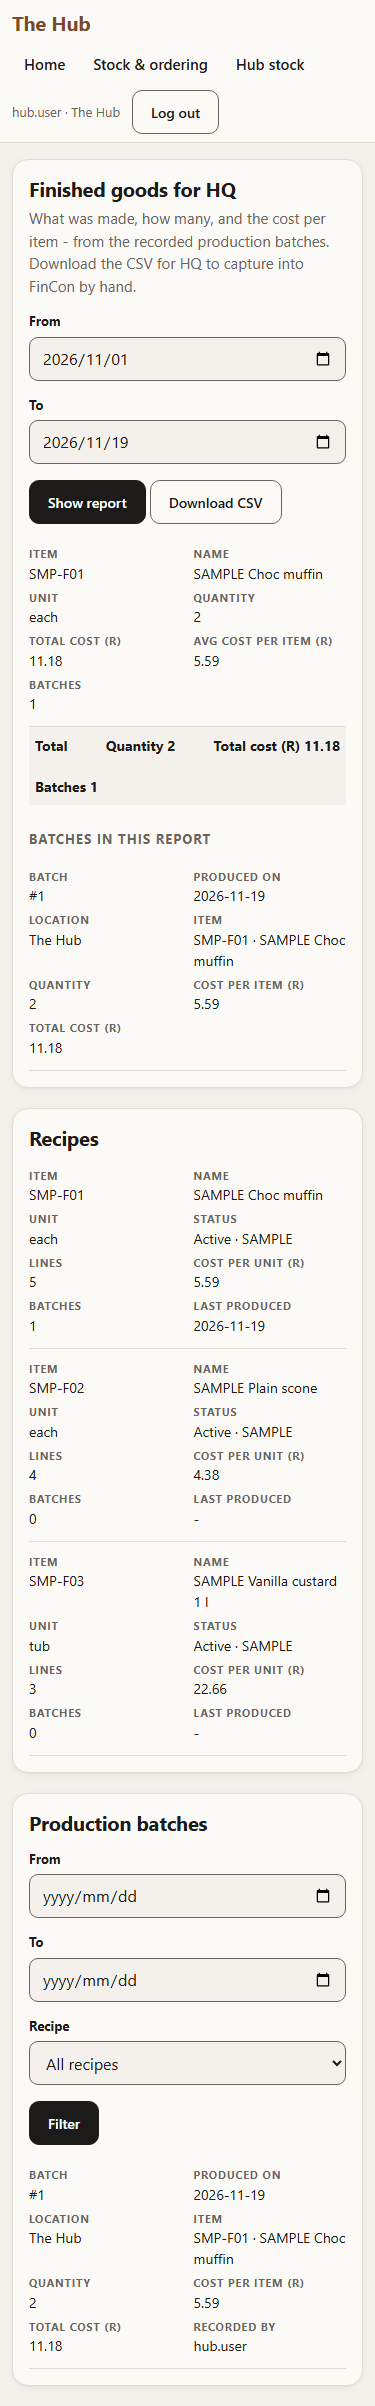 The Hub
Home Stock & ordering Hub stock
hub.user · The Hub Log out
Finished goods for HQ
What was made, how many, and the cost per
item - from the recorded production batches.
Download the CSV for HQ to capture into
FinCon by hand.
From
2026/11/01
To
2026/11/19
Show report Download CSV
ITEM NAME
SMP-F01 SAMPLE Choc muffin
UNIT QUANTITY
each 2
TOTAL COST (R) AVG COST PER ITEM (R)
11.18 5.59
BATCHES
1
Total Quantity 2 Total cost (R) 11.18
Batches 1
BATCHES IN THIS REPORT
BATCH PRODUCED ON
#1 2026-11-19
LOCATION ITEM
The Hub SMP-F01 · SAMPLE Choc
muffin
QUANTITY COST PER ITEM (R)
2 5.59
TOTAL COST (R)
11.18
Recipes
ITEM NAME
SMP-F01 SAMPLE Choc muffin
UNIT STATUS
each Active · SAMPLE
LINES COST PER UNIT (R)
5 5.59
BATCHES LAST PRODUCED
1 2026-11-19
ITEM NAME
SMP-F02 SAMPLE Plain scone
UNIT STATUS
each Active · SAMPLE
LINES COST PER UNIT (R)
4 4.38
BATCHES LAST PRODUCED
0 -
ITEM NAME
SMP-F03 SAMPLE Vanilla custard
1 l
UNIT STATUS
tub Active · SAMPLE
LINES COST PER UNIT (R)
3 22.66
BATCHES LAST PRODUCED
0 -
Production batches
From
yyyy/mm/dd
To
yyyy/mm/dd
Recipe
All recipes
Filter
BATCH PRODUCED ON
#1 2026-11-19
LOCATION ITEM
The Hub SMP-F01 · SAMPLE Choc
muffin
QUANTITY COST PER ITEM (R)
2 5.59
TOTAL COST (R) RECORDED BY
11.18 hub.user